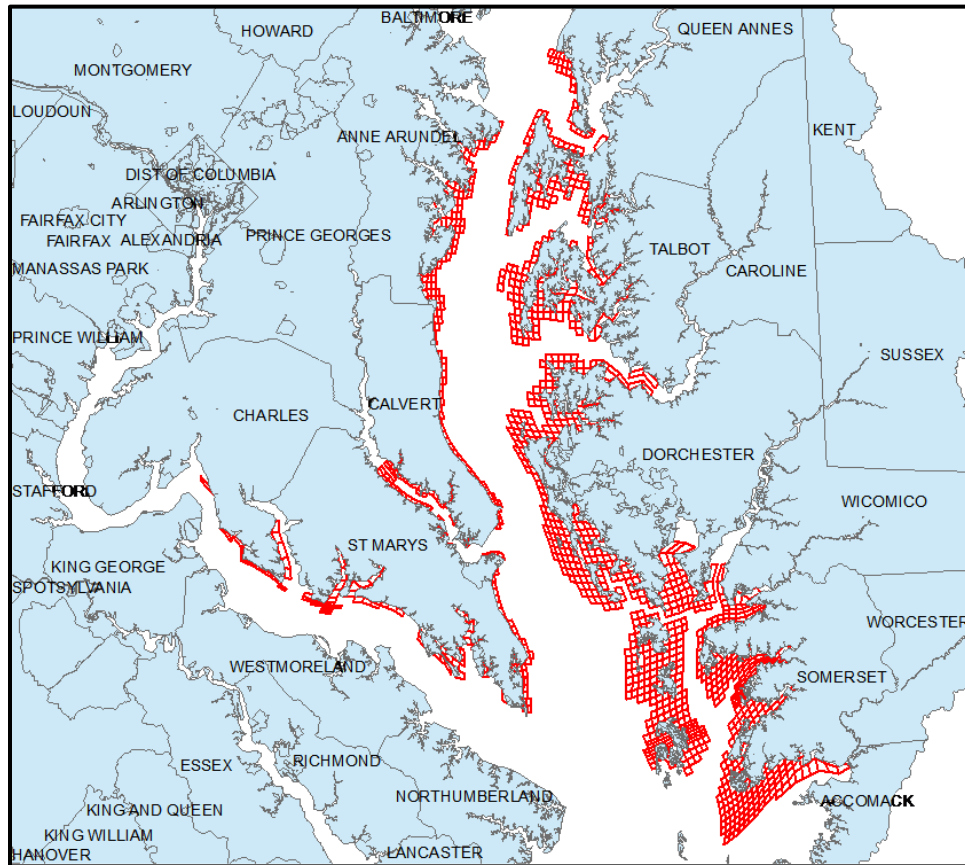 BALTIMORE
HOWARD
QUEEN ANNES
MONTGOMERY
LOUDOUN
KENT
ANNE ARUNDEL
DIST OF COLUMBIA
ARLINGTON
FAIRFAX CITY
FAIRFAX
ALEXANDRIA
PRINCE GEORGES
TALBOT
MANASSAS PARK
CAROLINE
PRINCE WILLIAM
SUSSEX
CALVERT
CHARLES
DORCHESTER
STAFFORD
WICOMICO
ST MARYS
KING GEORGE
SPOTSYLVANIA
WORCESTER
WESTMORELAND
SOMERSET
RICHMOND
ESSEX
NORTHUMBERLAND
ACCOMACK
KING AND QUEEN
KING WILLIAM
HANOVER
LANCASTER